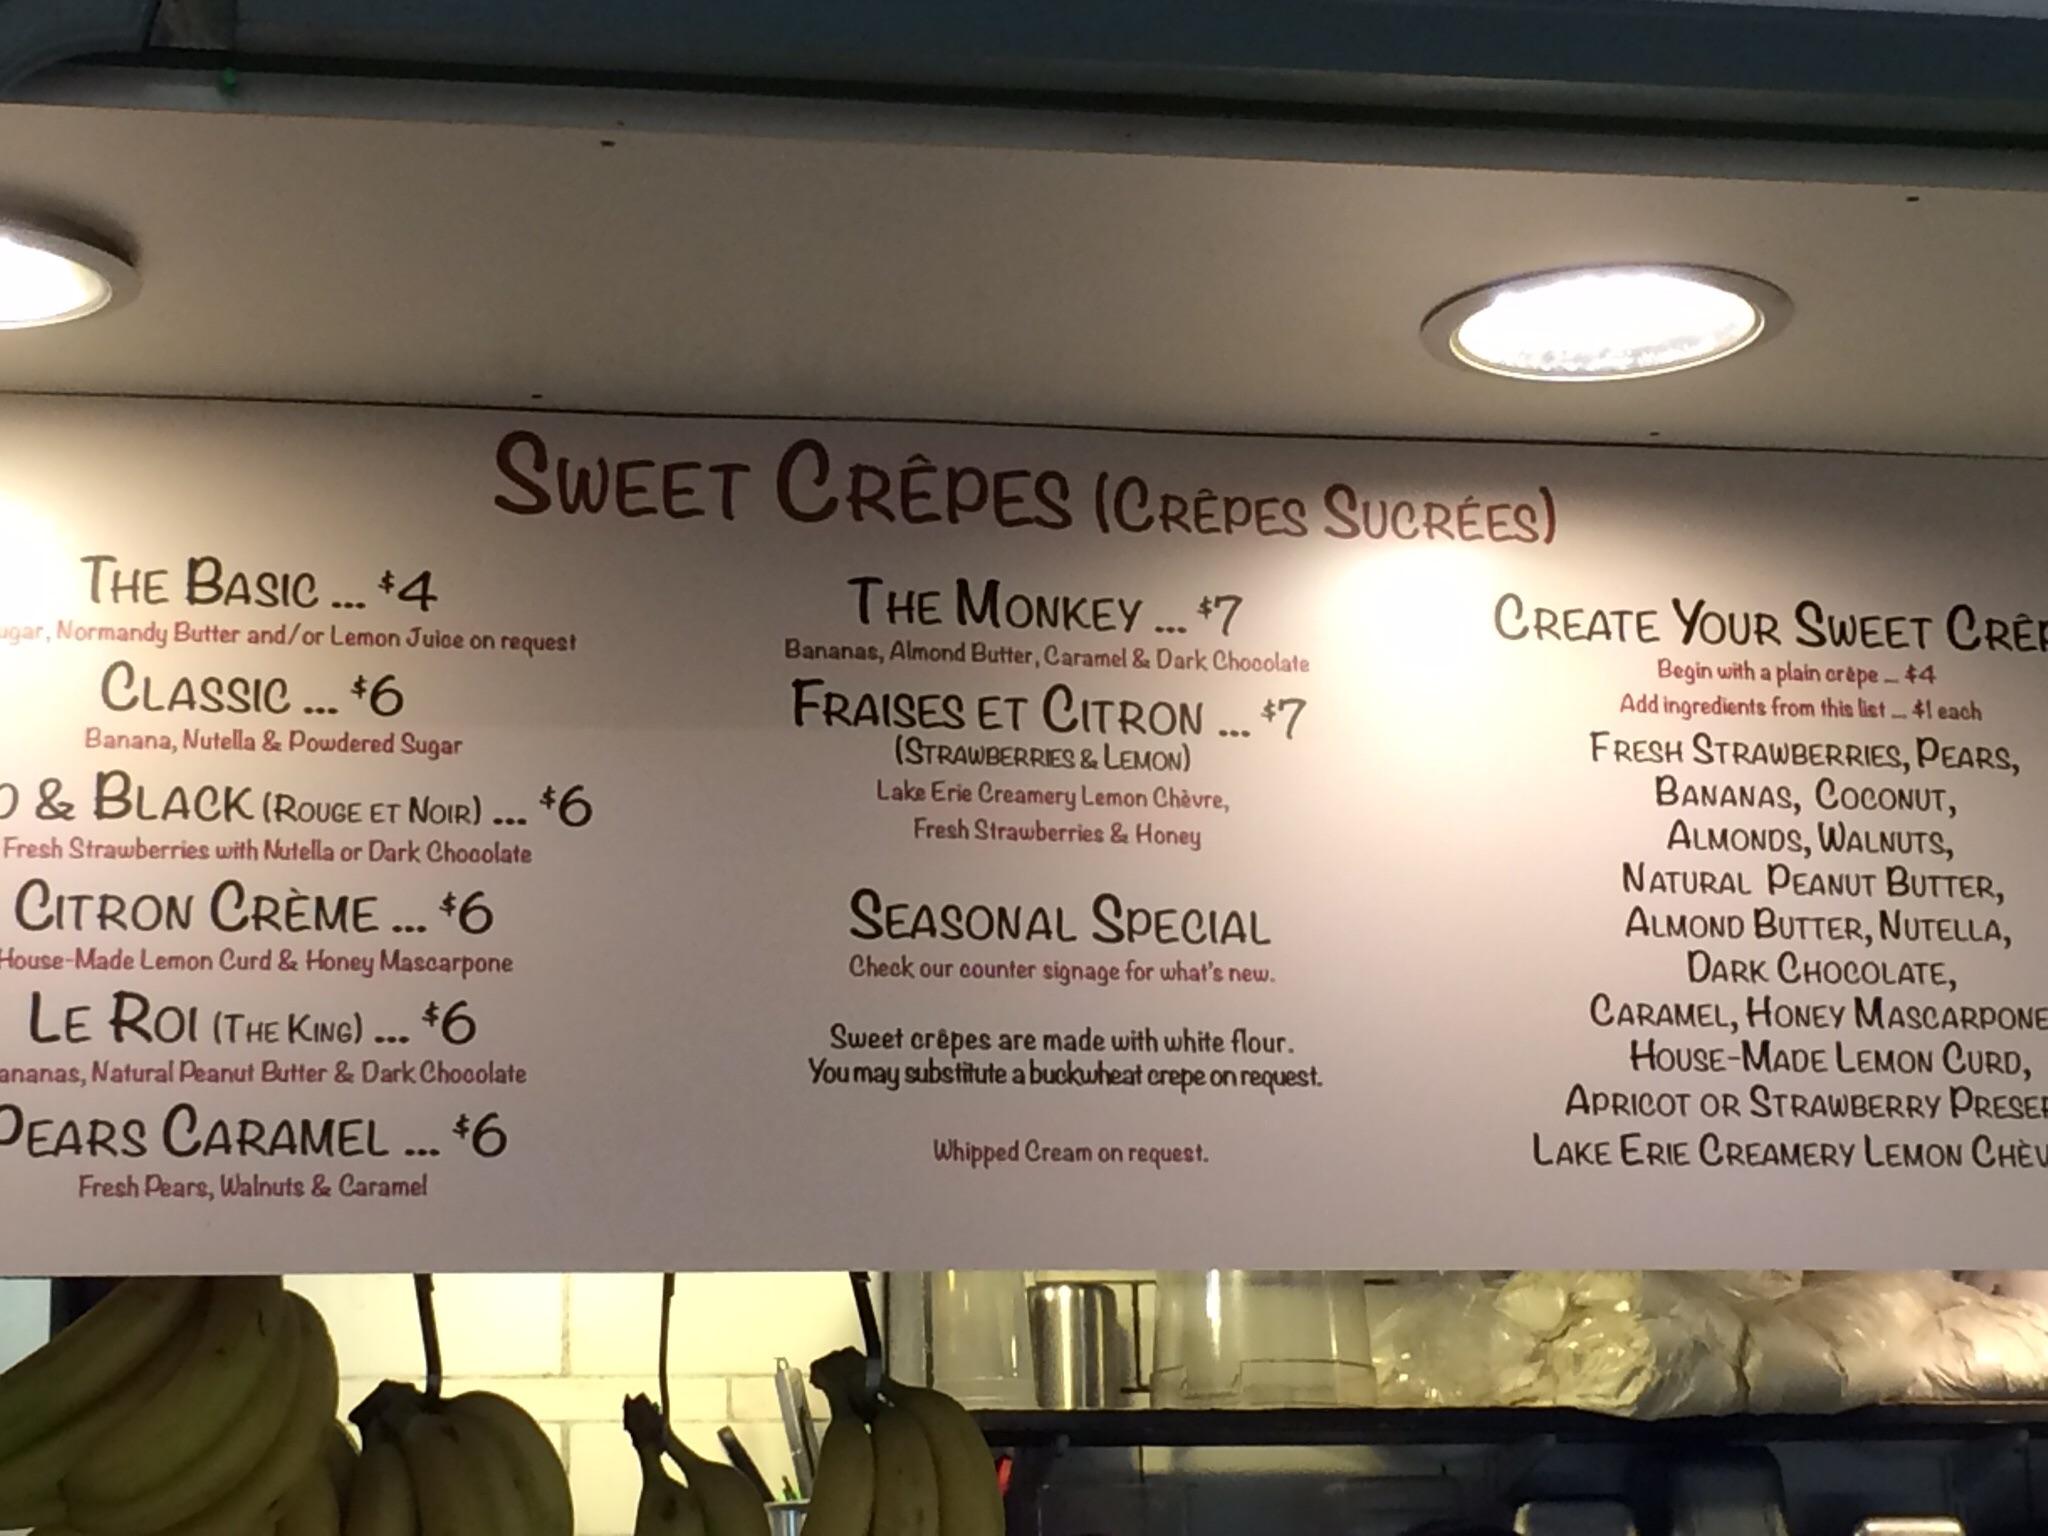 SWEET CRÊPES (CRÊPES SUCRÉES)
THE BASIC ... $4
Normandy Butter and/or Lemon Juice on request
CLASSIC ... $6
Banana, Nutella & Powdered Sugar
& BLACK (ROUGE ET NOIR) ... $6
Fresh Strawberries with Nutella or Dark Chocolate
CITRON CRÈME ... $6
House-Made Lemon Curd & Honey Mascarpone
LE ROI (THE KING) ... $6
ananas, Natural Peanut Butter & Dark Chocolate
PEARS CARAMEL ... $6
Fresh Pears, Walnuts & Caramel
THE MONKEY ... $7
Bananas, Almond Butter, Caramel & Dark Chocolate
FRAISES ET CITRON ... $7
(STRAWBERRIES & LEMON)
Lake Erie Creamery Lemon Chèvre,
Fresh Strawberries & Honey
SEASONAL SPECIAL
Check our counter signage for what's new.
Sweet crêpes are made with white flour.
You may substitute a buckwheat crepe on request.
Whipped Cream on request.
CREATE YOUR SWEET CRÊP
Begin with a plain crêpe ... $4
Add ingredients from this list ... $1 each
FRESH STRAWBERRIES, PEARS,
BANANAS, COCONUT,
ALMONDS, WALNUTS,
NATURAL PEANUT BUTTER,
ALMOND BUTTER, NUTELLA,
DARK CHOCOLATE,
CARAMEL, HONEY MASCARPONE
HOUSE-MADE LEMON CURD,
APRICOT OR STRAWBERRY PRESER
LAKE ERIE CREAMERY LEMON CHÈV